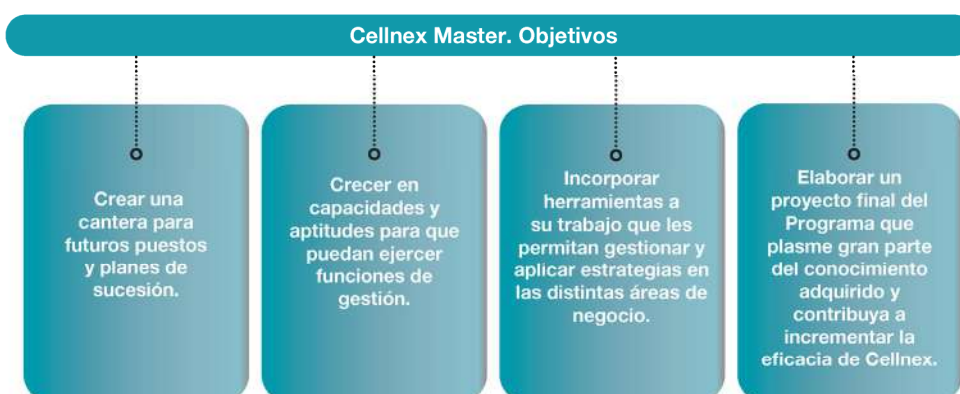 Cellnex Master. Objetivos
Crear una
cantera para
futuros puestos
y planes de
sucesión.
Crecer en
capacidades y
aptitudes para que
puedan ejercer
funciones de
gestión.
Incorporar
herramientas a
su trabajo que les
permitan gestionar y
aplicar estrategias en
las distintas áreas de
negocio.
Elaborar un
proyecto final del
Programa que
plasme gran parte
del conocimiento
adquirido y
contribuya a
incrementar la
eficacia de Cellnex.